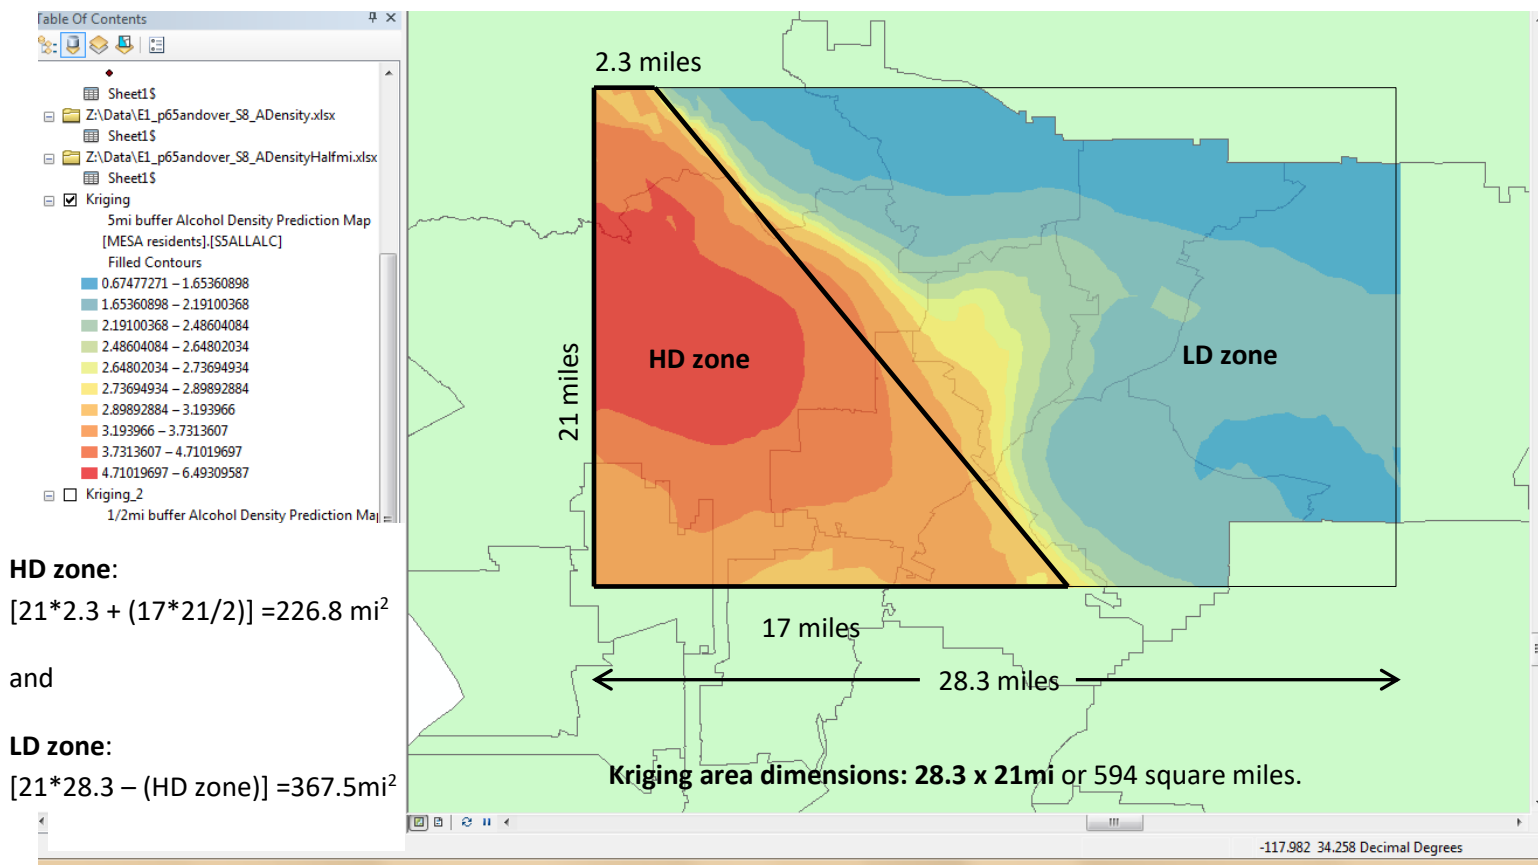 Table Of Contents
Sheet1$
Z:\Data\E1_p65andover_S8_ADensity.xlsx
Sheet1$
Z:\Data\E1_p65andover_S8_ADensityHalfmi.xlsx
Sheet1$
Kriging
5mi buffer Alcohol Density Prediction Map
[MESA residents].[S5ALLALC]
Filled Contours
0.67477271 – 1.65360898
1.65360898 – 2.19100368
2.19100368 – 2.48604084
2.48604084 – 2.64802034
2.64802034 – 2.73694934
2.73694934 – 2.89892884
2.89892884 – 3.193966
3.193966 – 3.7313607
3.7313607 – 4.71019697
4.71019697 – 6.49309587
Kriging_2
1/2mi buffer Alcohol Density Prediction Map
2.3 miles
HD zone
LD zone
21 miles
17 miles
28.3 miles
Kriging area dimensions: 28.3 x 21mi or 594 square miles.
HD zone:
[21*2.3 + (17*21/2)] =226.8 mi²
and
LD zone:
[21*28.3 – (HD zone)] =367.5mi²
-117.982 34.258 Decimal Degrees